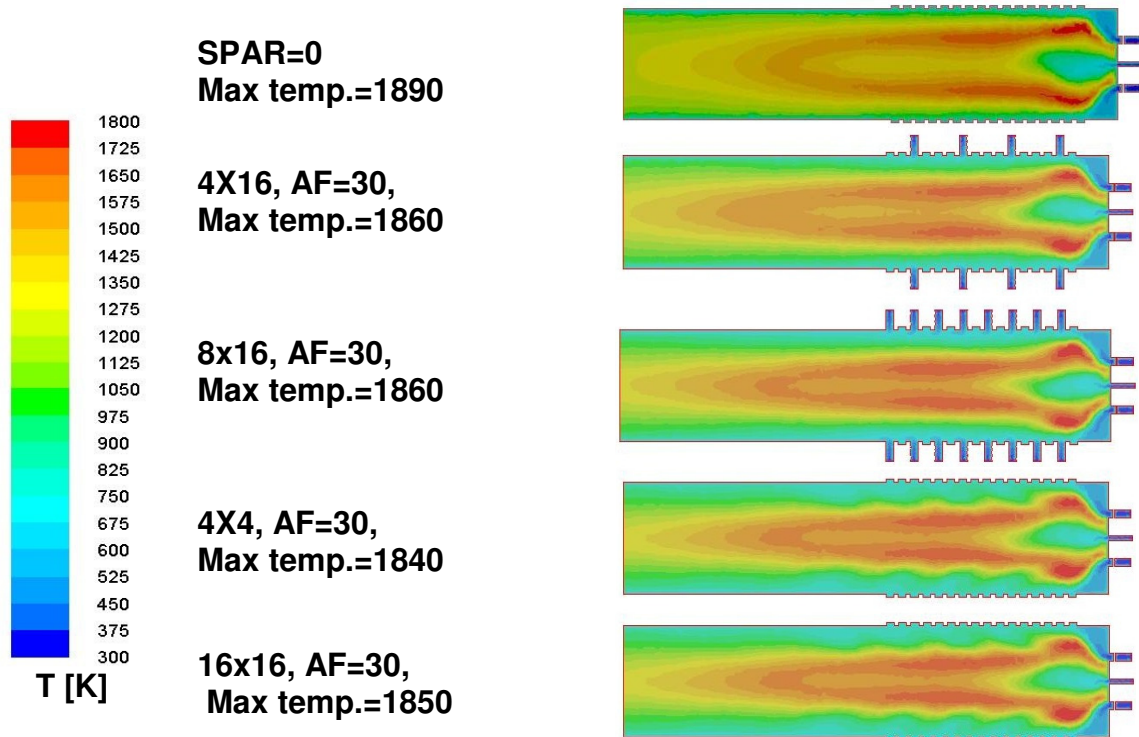 SPAR=0
Max temp.=1890
1800
1725
1650
1575
1500
1425
1350
1275
1200
1125
1050
975
900
825
750
675
600
525
450
375
300
T [K]
4X16, AF=30,
Max temp.=1860
8x16, AF=30,
Max temp.=1860
4X4, AF=30,
Max temp.=1840
16x16, AF=30,
Max temp.=1850